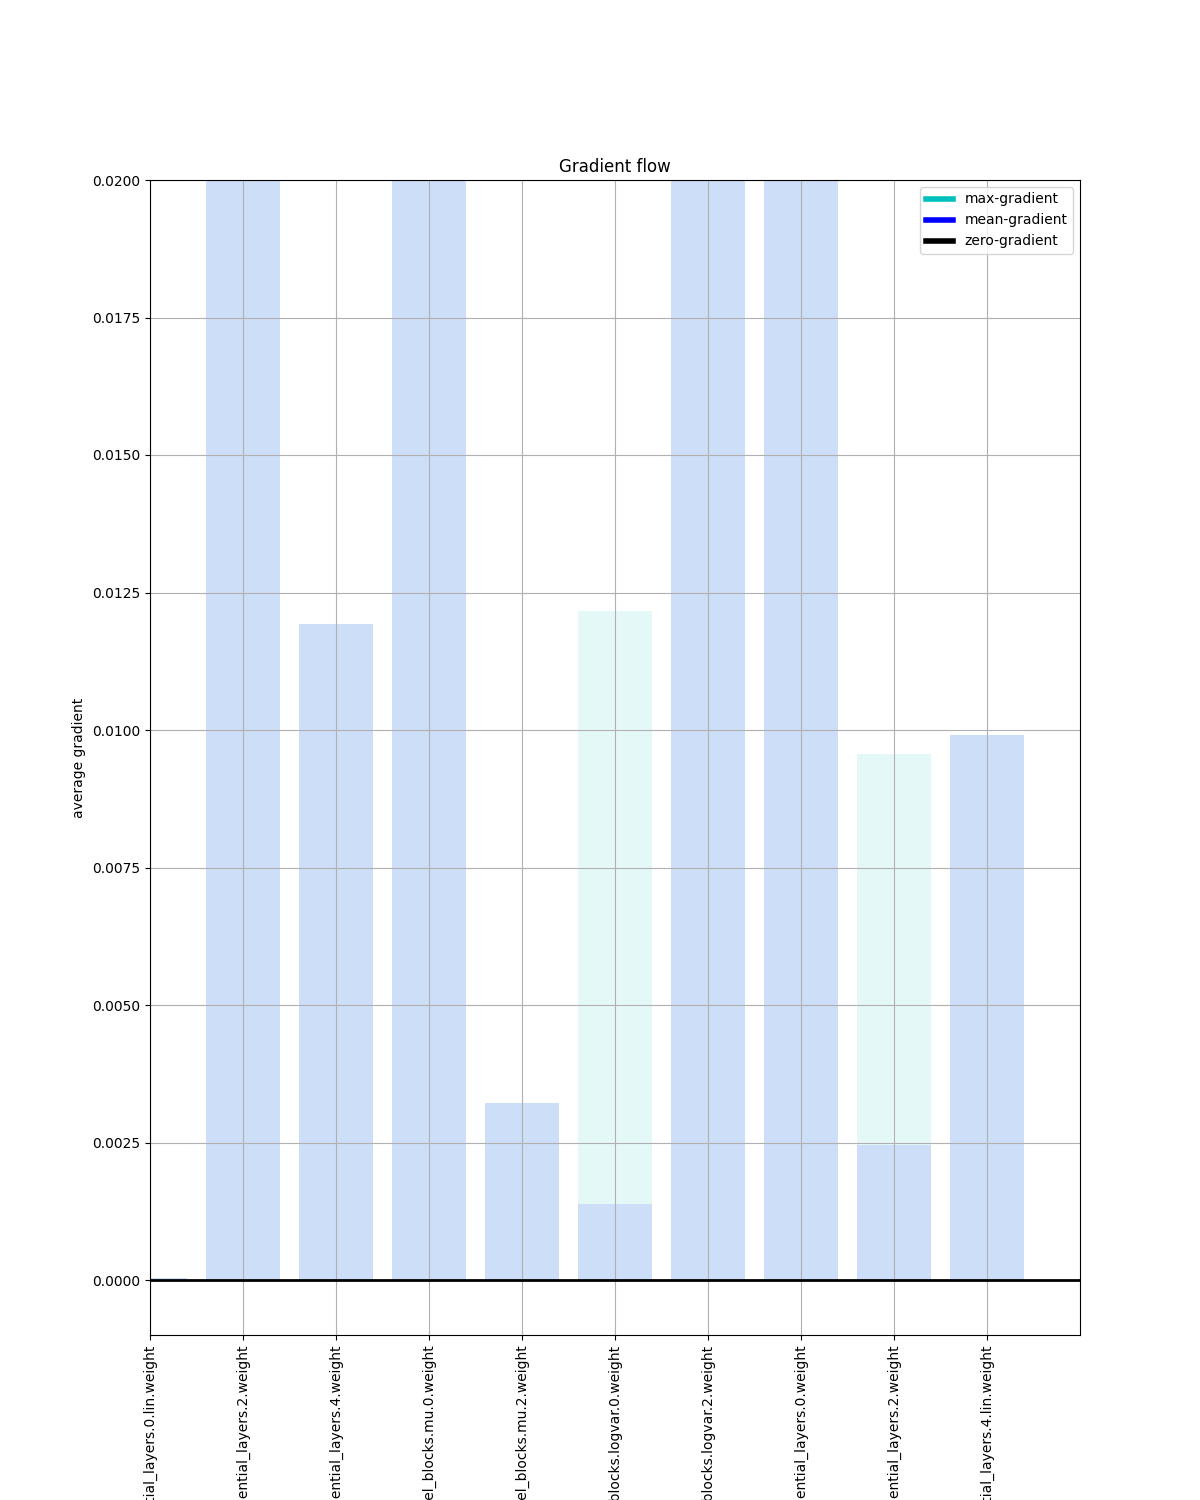 Gradient flow
max-gradient
mean-gradient
zero-gradient
0.0200
0.0175
0.0150
0.0125
0.0100
0.0075
0.0050
0.0025
0.0000
average gradient
tial_layers.0.lin.weight
ential_layers.2.weight
ential_layers.4.weight
el_blocks.mu.0.weight
el_blocks.mu.2.weight
blocks.logvar.0.weight
blocks.logvar.2.weight
ential_layers.0.weight
ential_layers.2.weight
tial_layers.4.lin.weight